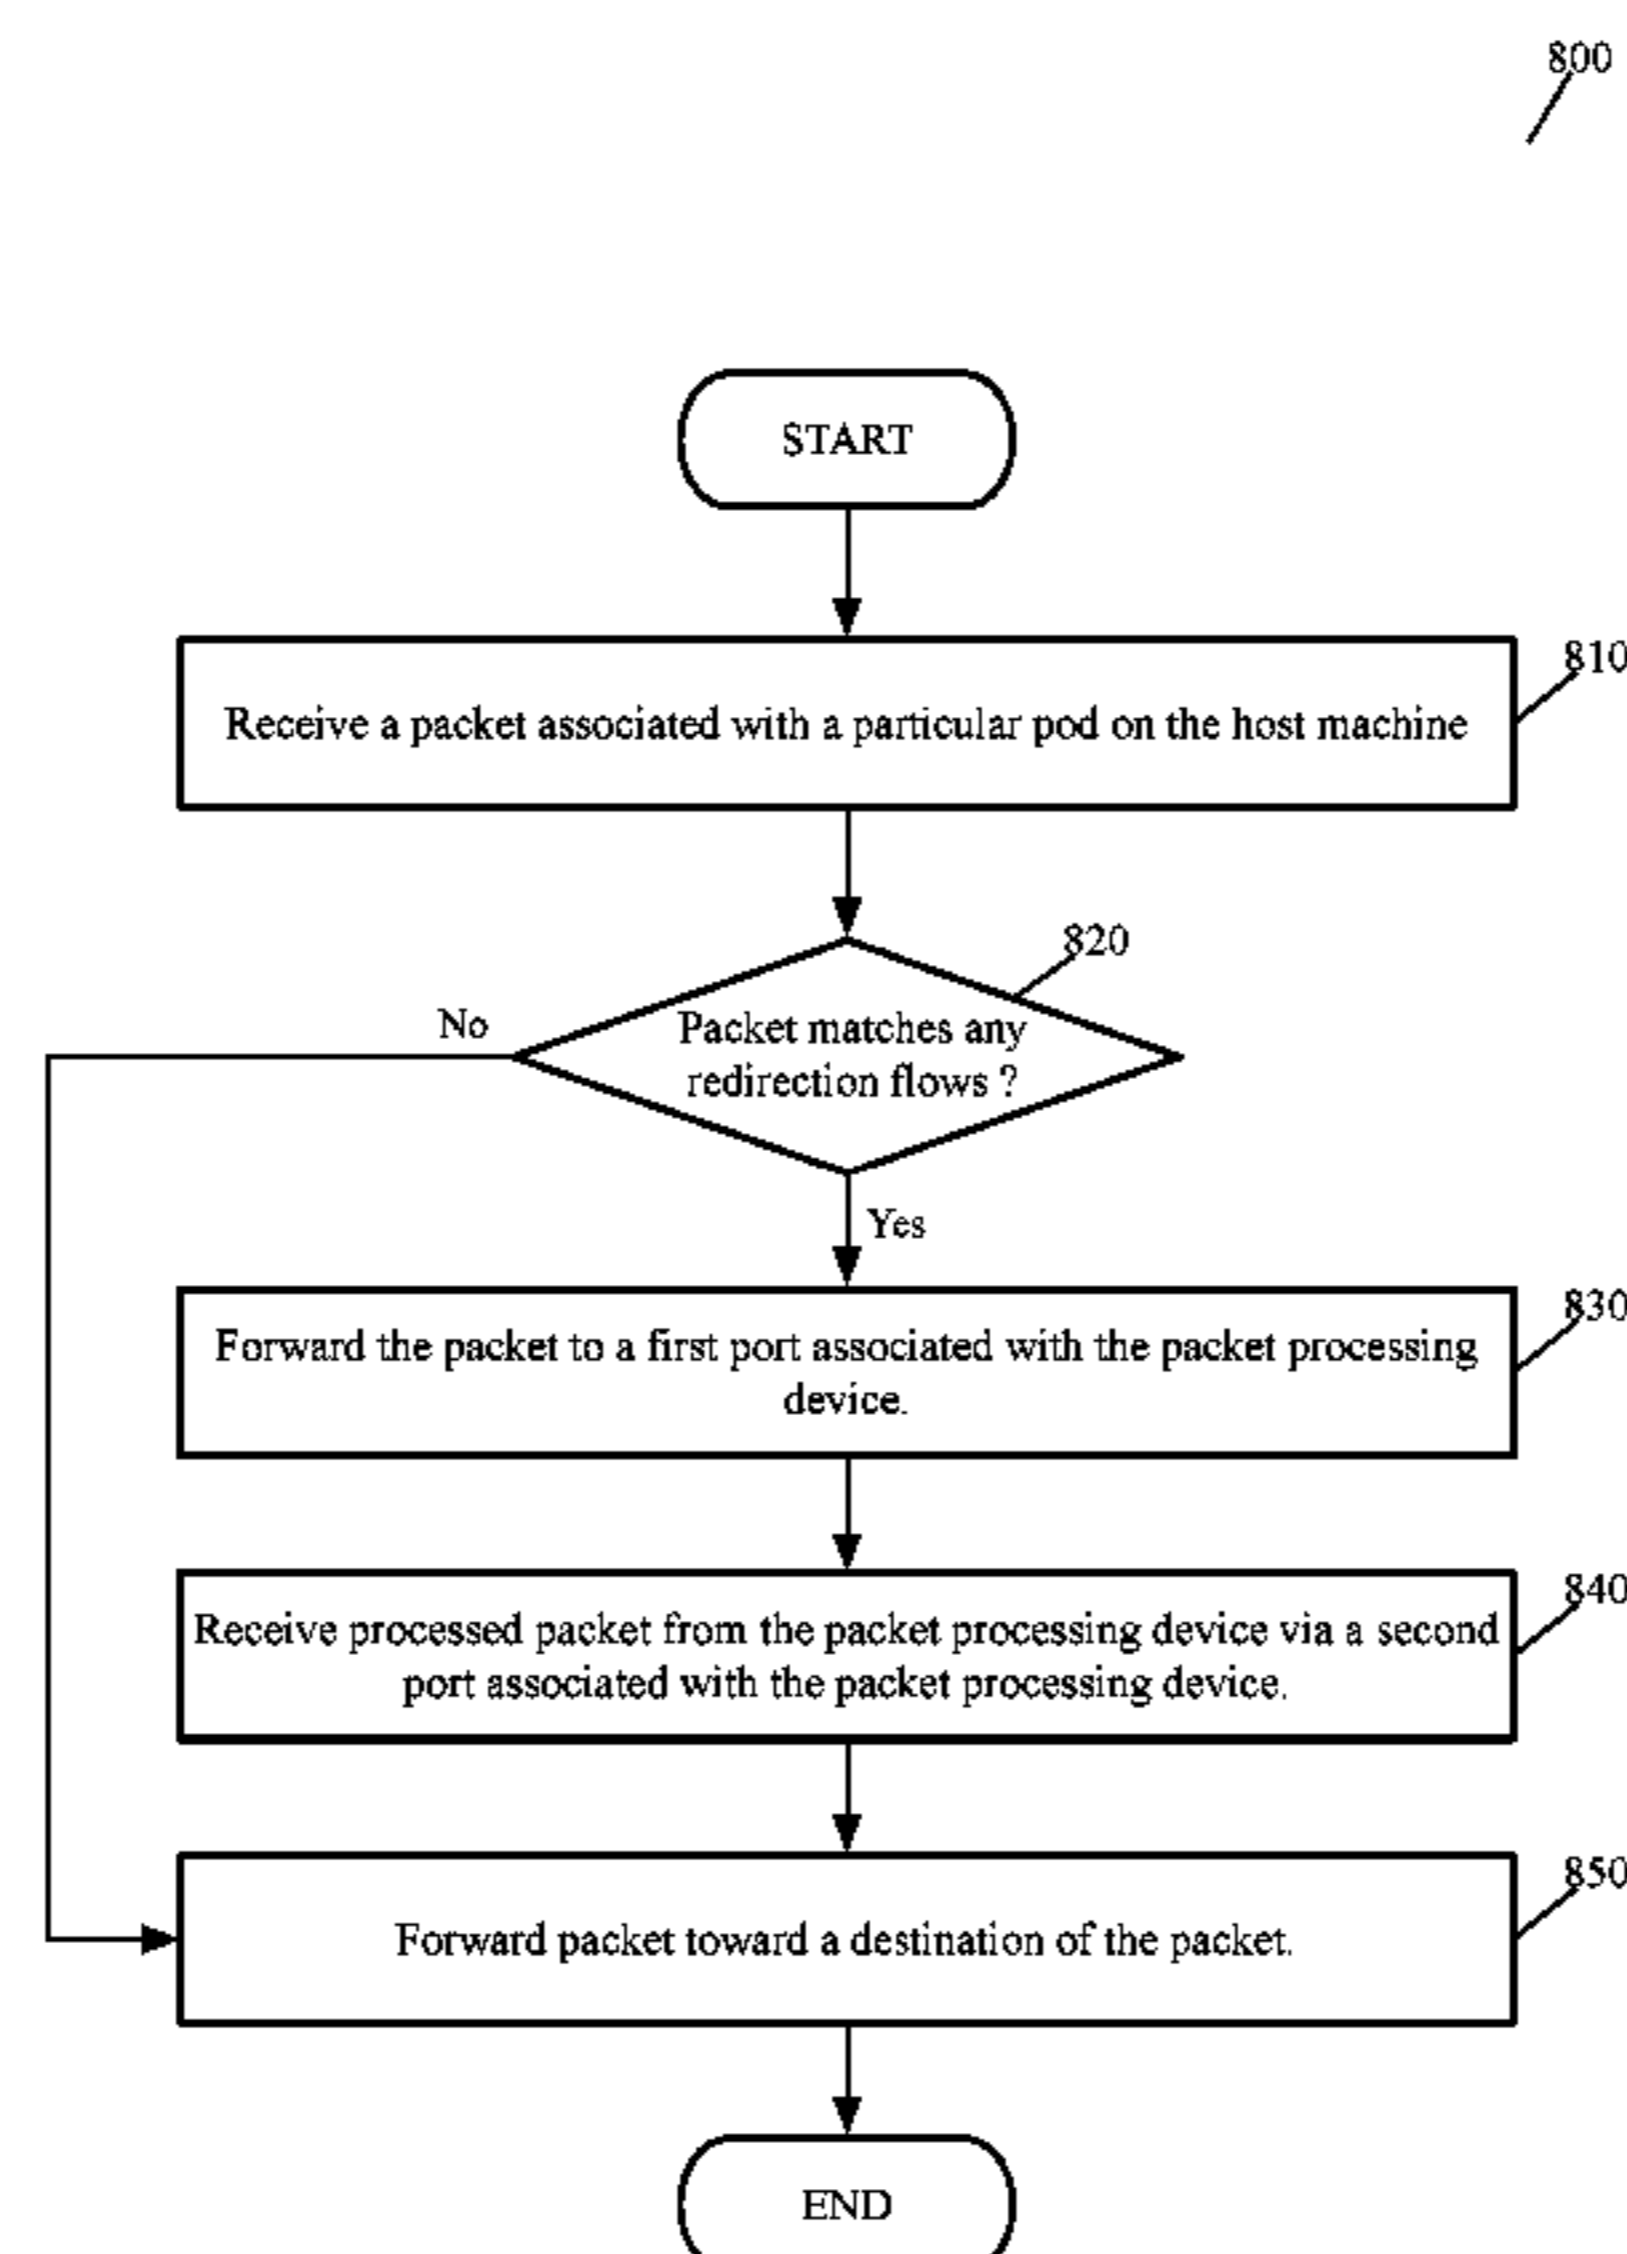 800
START
810
Receive a packet associated with a particular pod on the host machine
820
No
Packet matches any
redirection flows ?
Yes
830
Forward the packet to a first port associated with the packet processing
device.
840
Receive processed packet from the packet processing device via a second
port associated with the packet processing device.
850
Forward packet toward a destination of the packet.
END